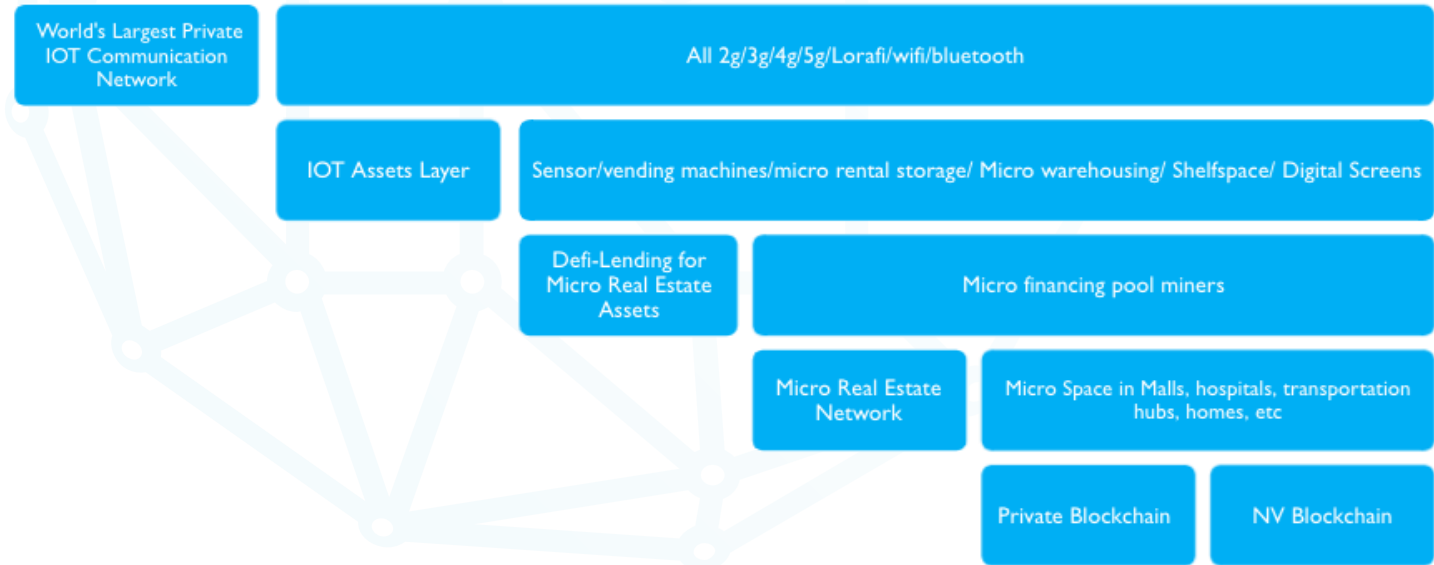 World's Largest Private
IOT Communication
Network
All 2g/3g/4g/5g/Lorafi/wifi/bluetooth
IOT Assets Layer
Sensor/vending machines/micro rental storage/ Micro warehousing/ Shelfspace/ Digital Screens
Defi-Lending for
Micro Real Estate
Assets
Micro financing pool miners
Micro Real Estate
Network
Micro Space in Malls, hospitals, transportation
hubs, homes, etc
Private Blockchain
NV Blockchain